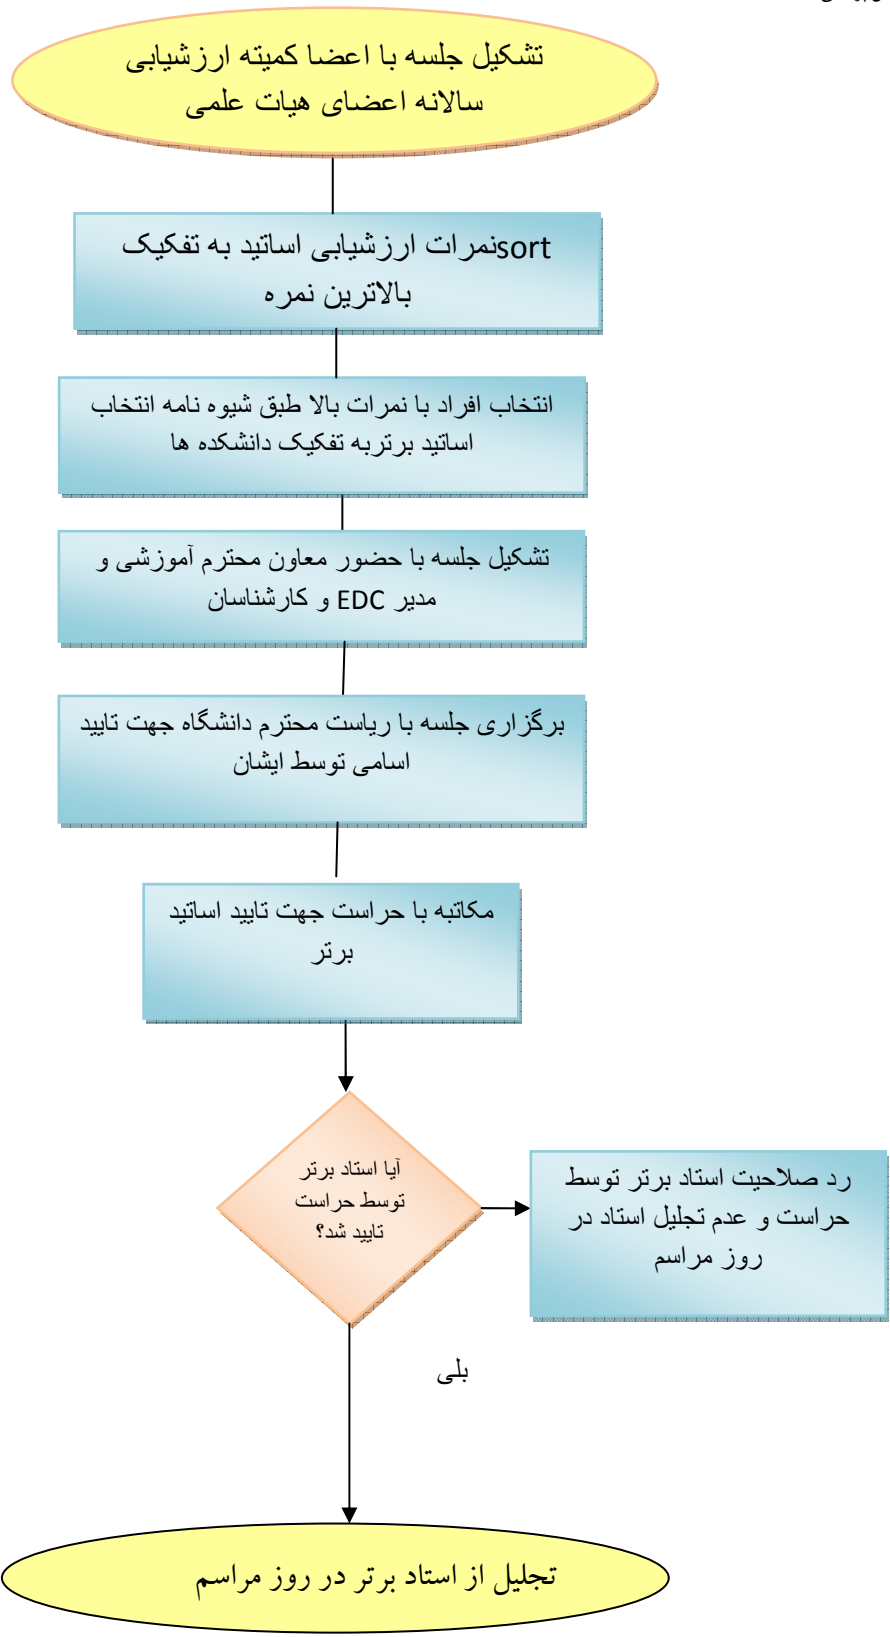 تشکیل جلسه با اعضا کمیته ارزشیابی
سالانه اعضای هیات علمی
sortنمرات ارزشیابی اساتید به تفکیک
بالاترین نمره
انتخاب افراد با نمرات بالا طبق شیوه نامه انتخاب
اساتید برتربه تفکیک دانشکده ها
تشکیل جلسه با حضور معاون محترم آموزشی و
مدیر EDC و کارشناسان
برگزاری جلسه با ریاست محترم دانشگاه جهت تایید
اسامی توسط ایشان
مکاتبه با حراست جهت تایید اساتید
برتر
آیا استاد برتر
توسط حراست
تایید شد؟
رد صلاحیت استاد برتر توسط
حراست و عدم تجلیل استاد در
روز مراسم
بلی
تجلیل از استاد برتر در روز مراسم